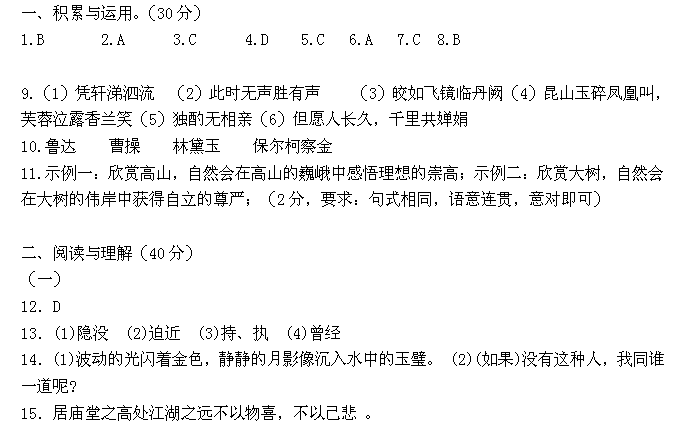 一、积累与运用。（30分）
1.B 2.A 3.C 4.D 5.C 6.A 7.C 8.B
9.（1）凭轩涕泗流 （2）此时无声胜有声 （3）皎如飞镜临丹阙（4）昆山玉碎凤凰叫，
芙蓉泣露香兰笑（5）独酌无相亲（6）但愿人长久，千里共婵娟
10.鲁达 曹操 林黛玉 保尔柯察金
11.示例一：欣赏高山，自然会在高山的巍峨中感悟理想的崇高；示例二：欣赏大树，自然会
在大树的伟岸中获得自立的尊严；（2分，要求：句式相同，语意连贯，意对即可）
二、阅读与理解（40分）
（一）
12. D
13. (1)隐没 (2)迫近 (3)持、执 (4)曾经
14. (1)波动的光闪着金色，静静的月影像沉入水中的玉璧。 (2)(如果)没有这种人，我同谁
一道呢?
15. 居庙堂之高处江湖之远不以物喜，不以己悲 。